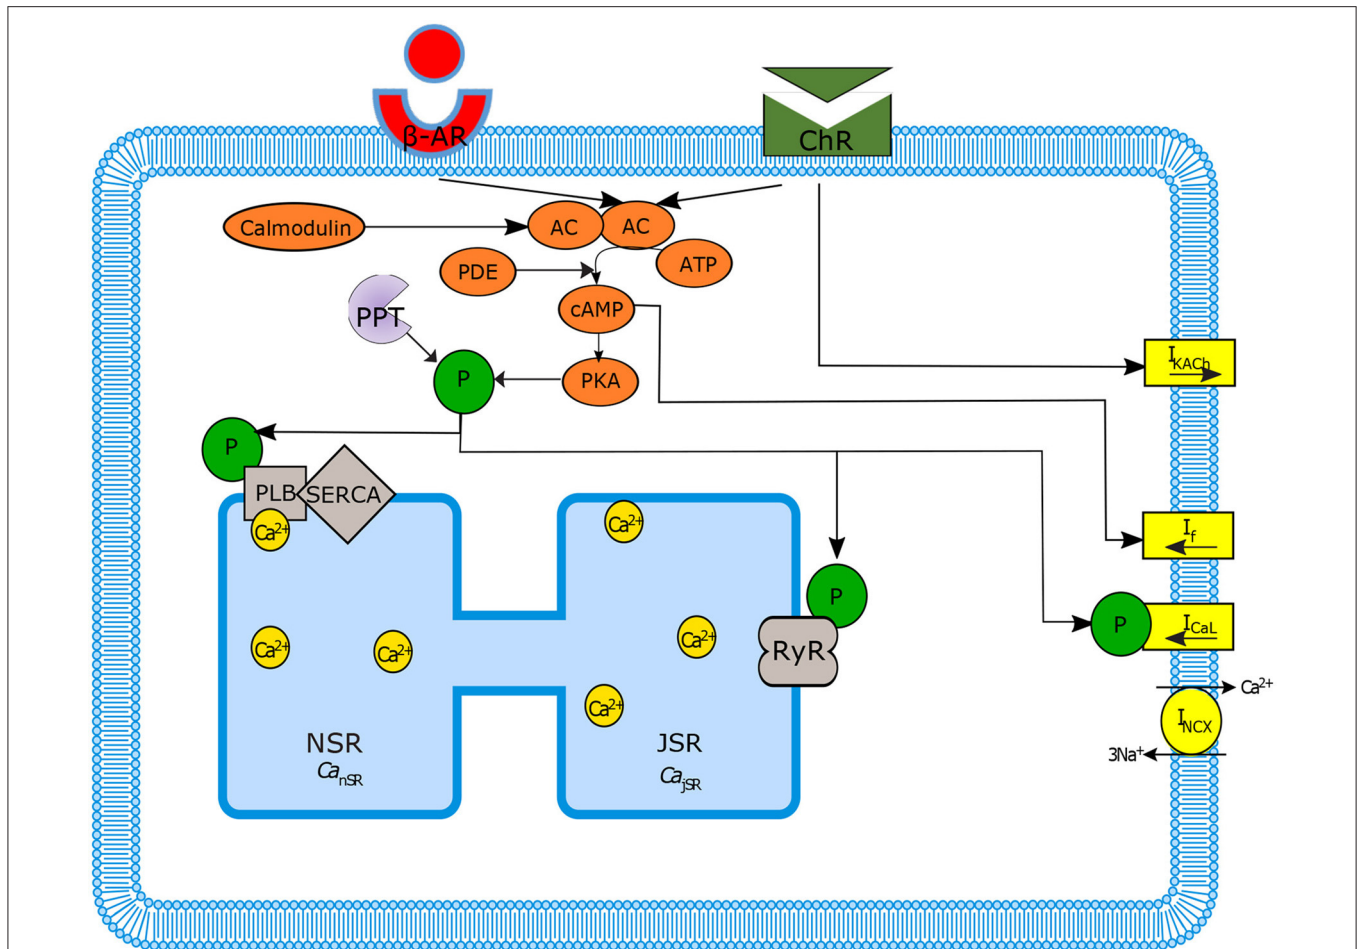 β-AR
ChR
Calmodulin
AC
AC
PDE
ATP
PPT
cAMP
P
PKA
I_KACh
P
PLB
SERCA
Ca²⁺
Ca²⁺
I_f
P
P
I_CaL
RyR
Ca²⁺
Ca²⁺
Ca²⁺
Ca²⁺
Ca²⁺
I_NCX
3Na⁺
NSR
Ca_nSR
JSR
Ca_jSR